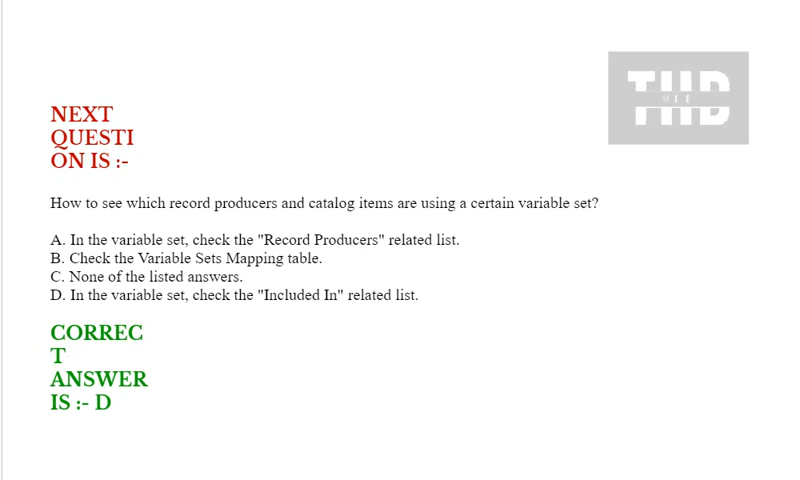 THD
NEXT
QUESTI
ON IS :-
How to see which record producers and catalog items are using a certain variable set?
A. In the variable set, check the "Record Producers" related list.
B. Check the Variable Sets Mapping table.
C. None of the listed answers.
D. In the variable set, check the "Included In" related list.
CORREC
T
ANSWER
IS :- D